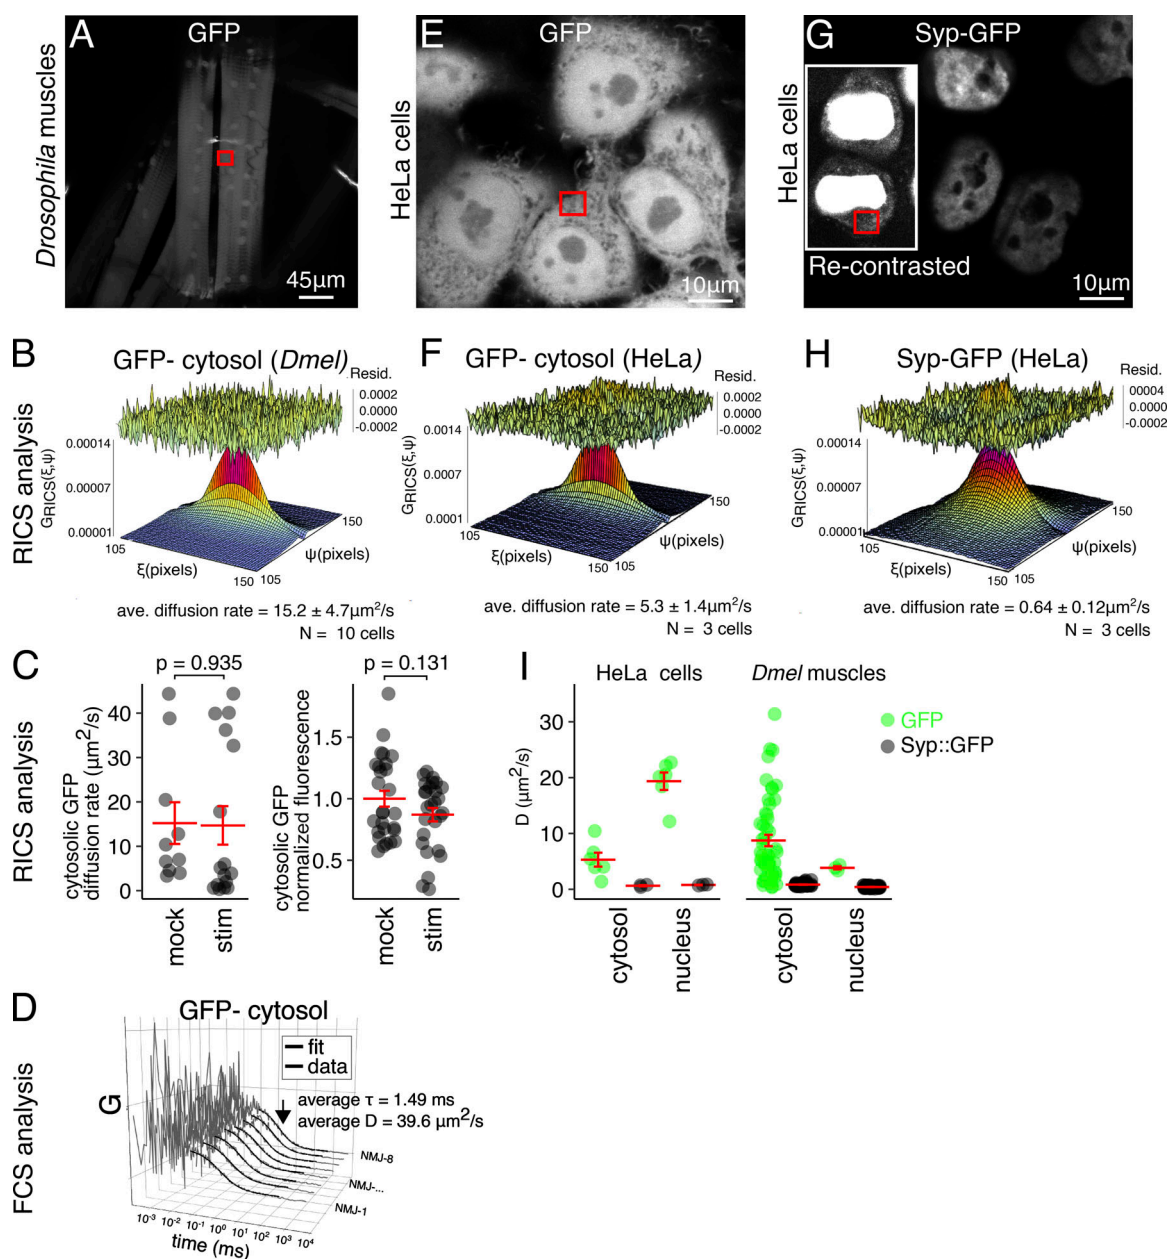 A
GFP
Drosophila muscles
45μm
E
GFP
HeLa cells
10μm
G
Syp-GFP
HeLa cells
Re-contrasted
10μm
RICS analysis
B
GFP- cytosol (Dmel)
Resid.
0.0002
0.0000
-0.0002
0.00014
0.00007
0.00001
GRICS(ξ,ψ)
105
ξ(pixels)
150
105
ψ(pixels)
150
ave. diffusion rate = 15.2 ± 4.7μm²/s
N = 10 cells
F
GFP- cytosol (HeLa)
Resid.
0.0002
0.0000
-0.0002
0.0014
0.0007
0.0001
GRICS(ξ,ψ)
105
ξ(pixels)
150
105
ψ(pixels)
150
ave. diffusion rate = 5.3 ± 1.4μm²/s
N = 3 cells
H
Syp-GFP (HeLa)
Resid.
00004
0.0000
-0.0002
0.00014
0.00007
0.00001
GRICS(ξ,ψ)
105
ξ(pixels)
150
105
ψ(pixels)
150
ave. diffusion rate = 0.64 ± 0.12μm²/s
N = 3 cells
RICS analysis
C
p = 0.935
cytosolic GFP
diffusion rate (μm²/s)
40
30
20
10
0
mock
stim
p = 0.131
cytosolic GFP
normalized fluorescence
1.5
1.0
0.5
mock
stim
I
HeLa cells
Dmel muscles
D (μm²/s)
30
20
10
0
cytosol
nucleus
cytosol
nucleus
GFP
Syp::GFP
FCS analysis
D
GFP- cytosol
fit
data
average τ = 1.49 ms
average D = 39.6 μm²/s
G
NMJ-8
NMJ-...
NMJ-1
10⁻³ 10⁻² 10⁻¹ 10⁰ 10¹ 10² 10³ 10⁴
time (ms)